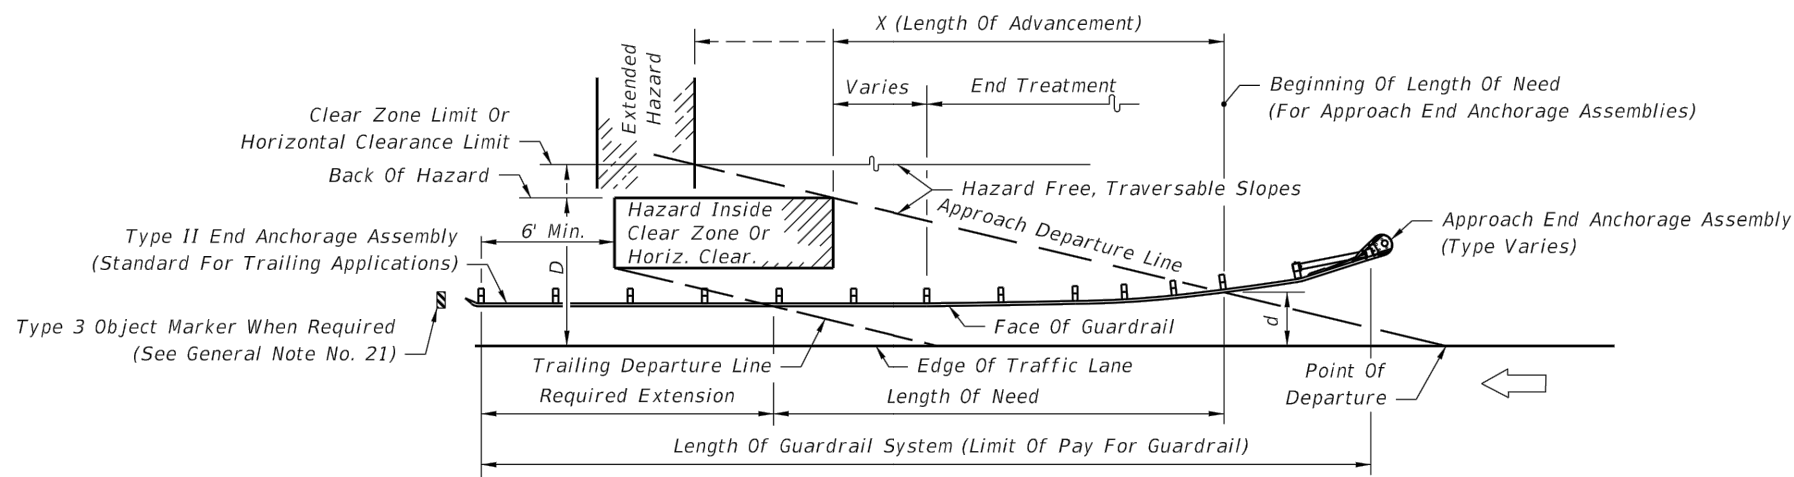 X (Length Of Advancement)
Extended
Hazard
Varies
End Treatment
Beginning Of Length Of Need
(For Approach End Anchorage Assemblies)
Clear Zone Limit Or
Horizontal Clearance Limit
Back Of Hazard
Hazard Free, Traversable Slopes
Hazard Inside
Clear Zone Or
Horiz. Clear.
Approach Departure Line
Approach End Anchorage Assembly
(Type Varies)
6' Min.
D
Type II End Anchorage Assembly
(Standard For Trailing Applications)
d
Type 3 Object Marker When Required
(See General Note No. 21)
Face Of Guardrail
Trailing Departure Line
Edge Of Traffic Lane
Point Of
Departure
Required Extension
Length Of Need
Length Of Guardrail System (Limit Of Pay For Guardrail)